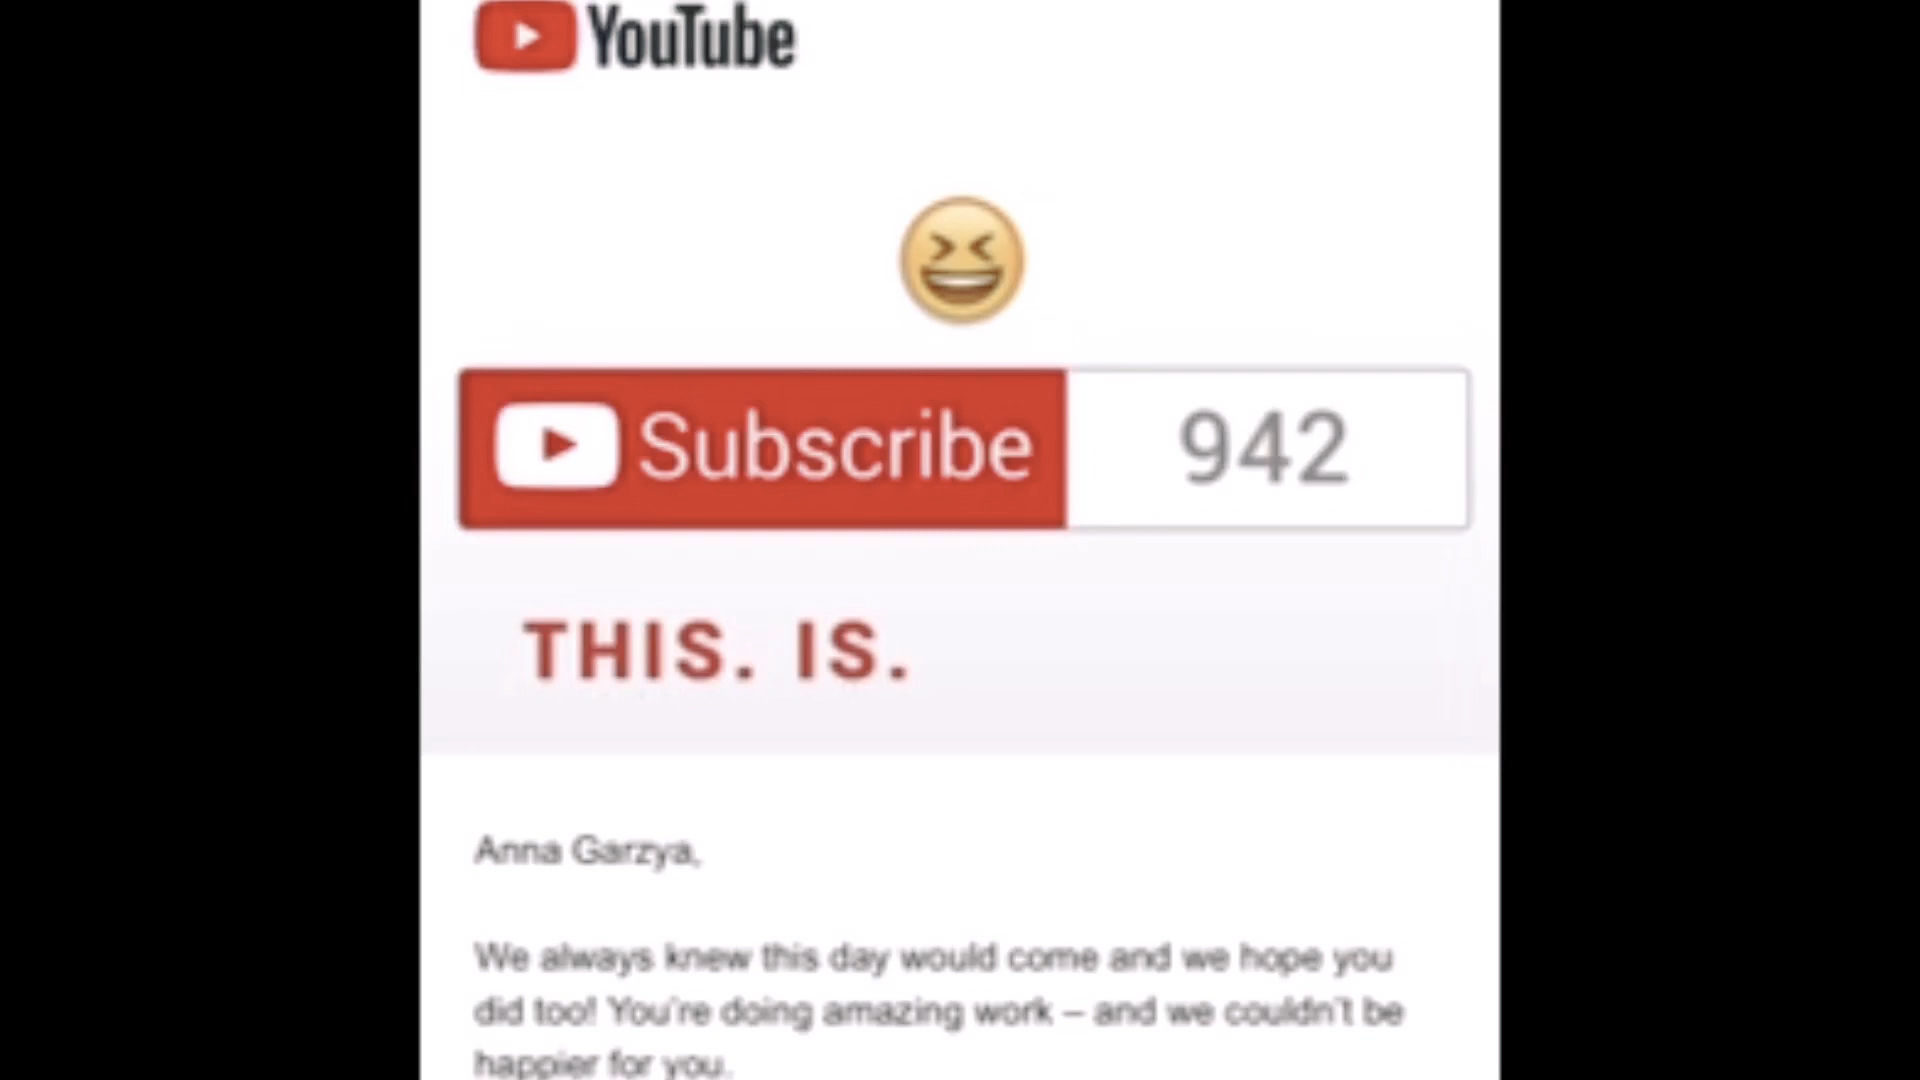 YouTube
Subscribe 942
THIS. IS.
Anna Garzya,
We always knew this day would come and we hope you
did too! You're doing amazing work – and we couldn't be
happier for you.